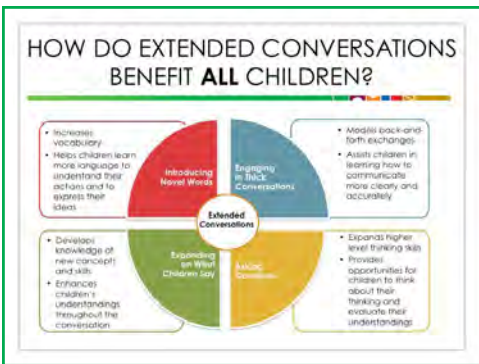 HOW DO EXTENDED CONVERSATIONS
BENEFIT ALL CHILDREN?
• Increases
vocabulary
• Helps children learn
more language to
understand their
actions and to
express their
ideas
Introducing
Novel Words
Engaging
in Thick
Conversations
• Models back-and-
forth exchanges
• Assists children in
learning how to
communicate
more clearly and
accurately
Extended
Conversations
• Develops
knowledge of
new concepts
and skills
• Enhances
children's
understandings
throughout the
conversation
Expanding
on What
Children Say
Asking
Questions
• Expands higher
level thinking skills
• Provides
opportunities for
children to think
about their
thinking and
evaluate their
understandings